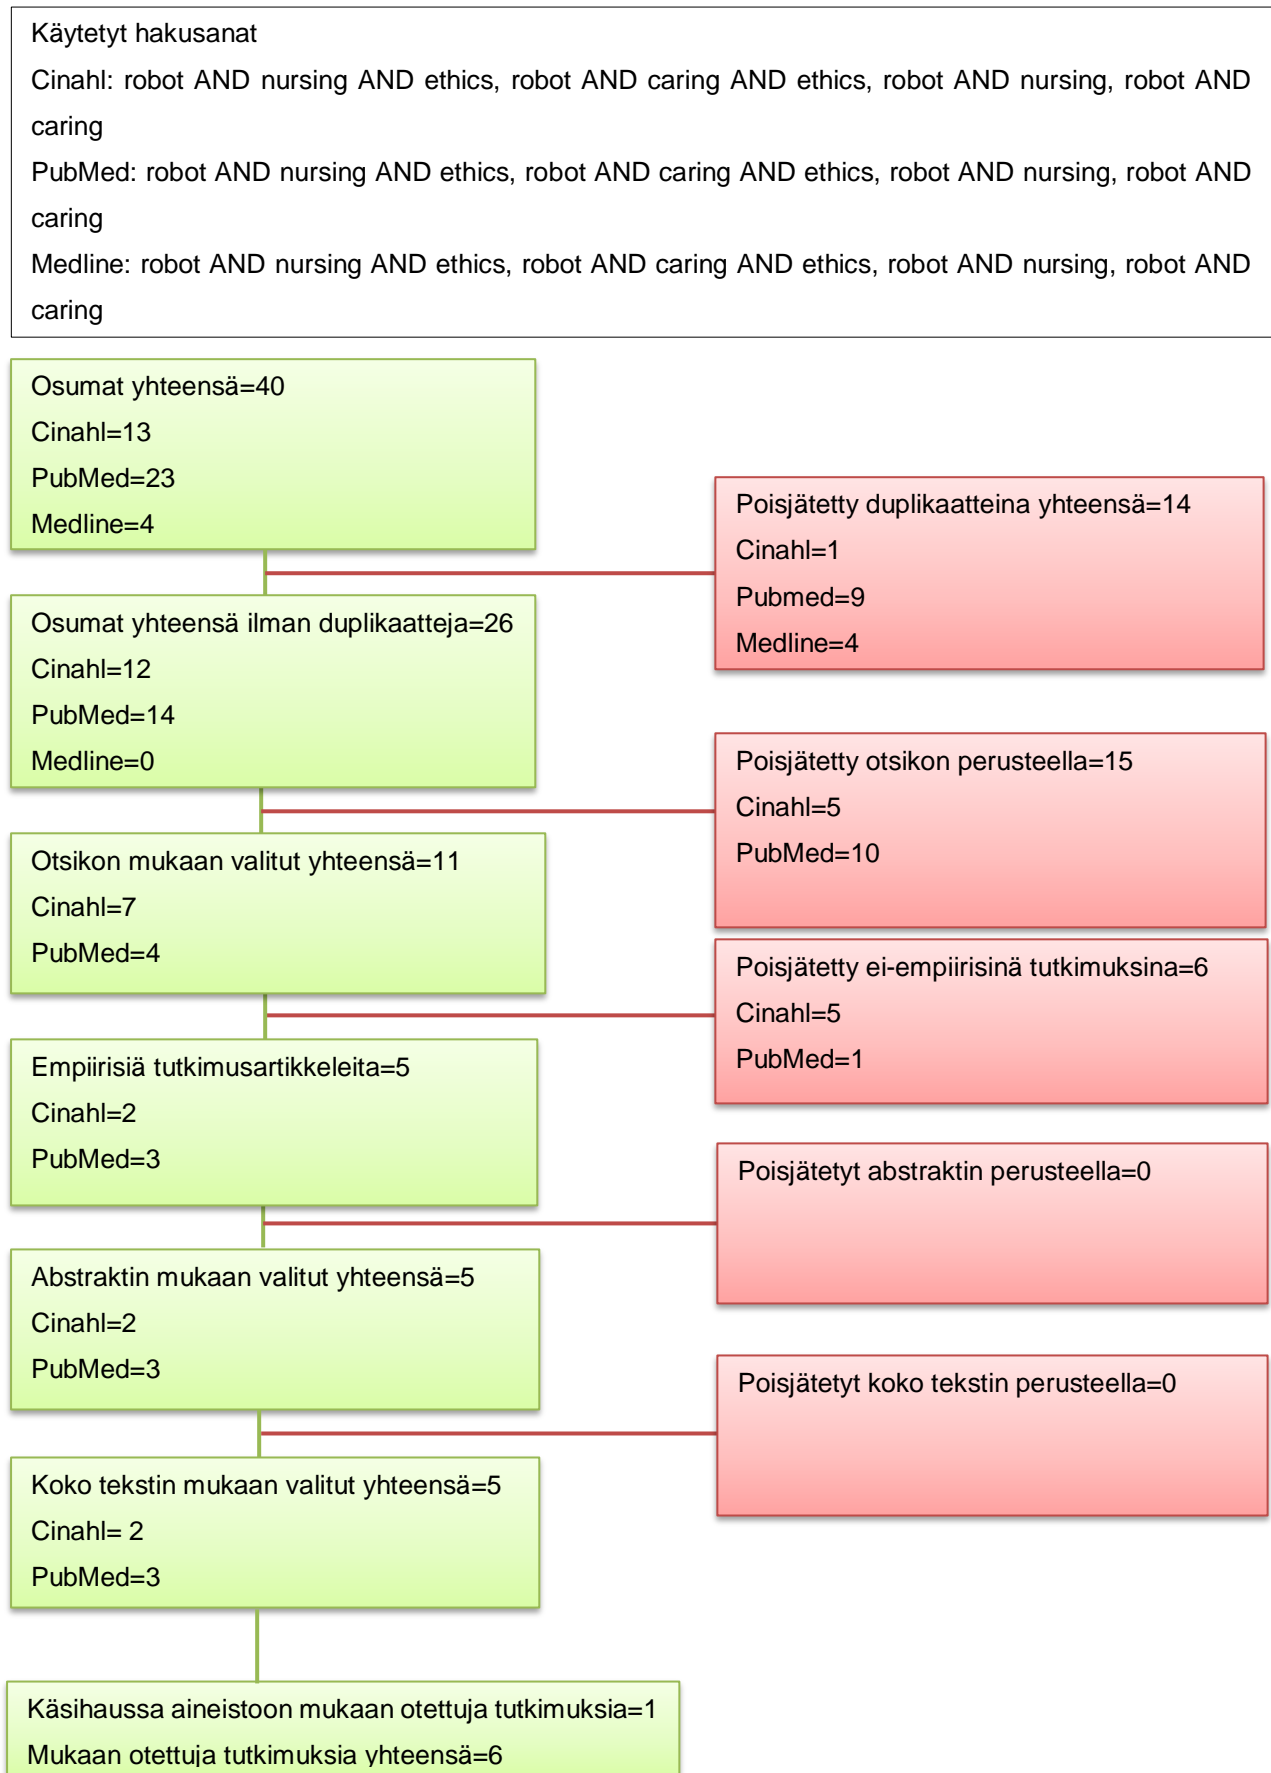 Käytetyt hakusanat
Cinahl: robot AND nursing AND ethics, robot AND caring AND ethics, robot AND nursing, robot AND
caring
PubMed: robot AND nursing AND ethics, robot AND caring AND ethics, robot AND nursing, robot AND
caring
Medline: robot AND nursing AND ethics, robot AND caring AND ethics, robot AND nursing, robot AND
caring
Osumat yhteensä=40
Cinahl=13
PubMed=23
Medline=4
Poisjätetty duplikaatteina yhteensä=14
Cinahl=1
Pubmed=9
Medline=4
Osumat yhteensä ilman duplikaatteja=26
Cinahl=12
PubMed=14
Medline=0
Poisjätetty otsikon perusteella=15
Cinahl=5
PubMed=10
Otsikon mukaan valitut yhteensä=11
Cinahl=7
PubMed=4
Poisjätetty ei-empiirisinä tutkimuksina=6
Cinahl=5
PubMed=1
Empiirisiä tutkimusartikkeleita=5
Cinahl=2
PubMed=3
Poisjätetyt abstraktin perusteella=0
Abstraktin mukaan valitut yhteensä=5
Cinahl=2
PubMed=3
Poisjätetyt koko tekstin perusteella=0
Koko tekstin mukaan valitut yhteensä=5
Cinahl= 2
PubMed=3
Käsihaussa aineistoon mukaan otettuja tutkimuksia=1
Mukaan otettuja tutkimuksia yhteensä=6